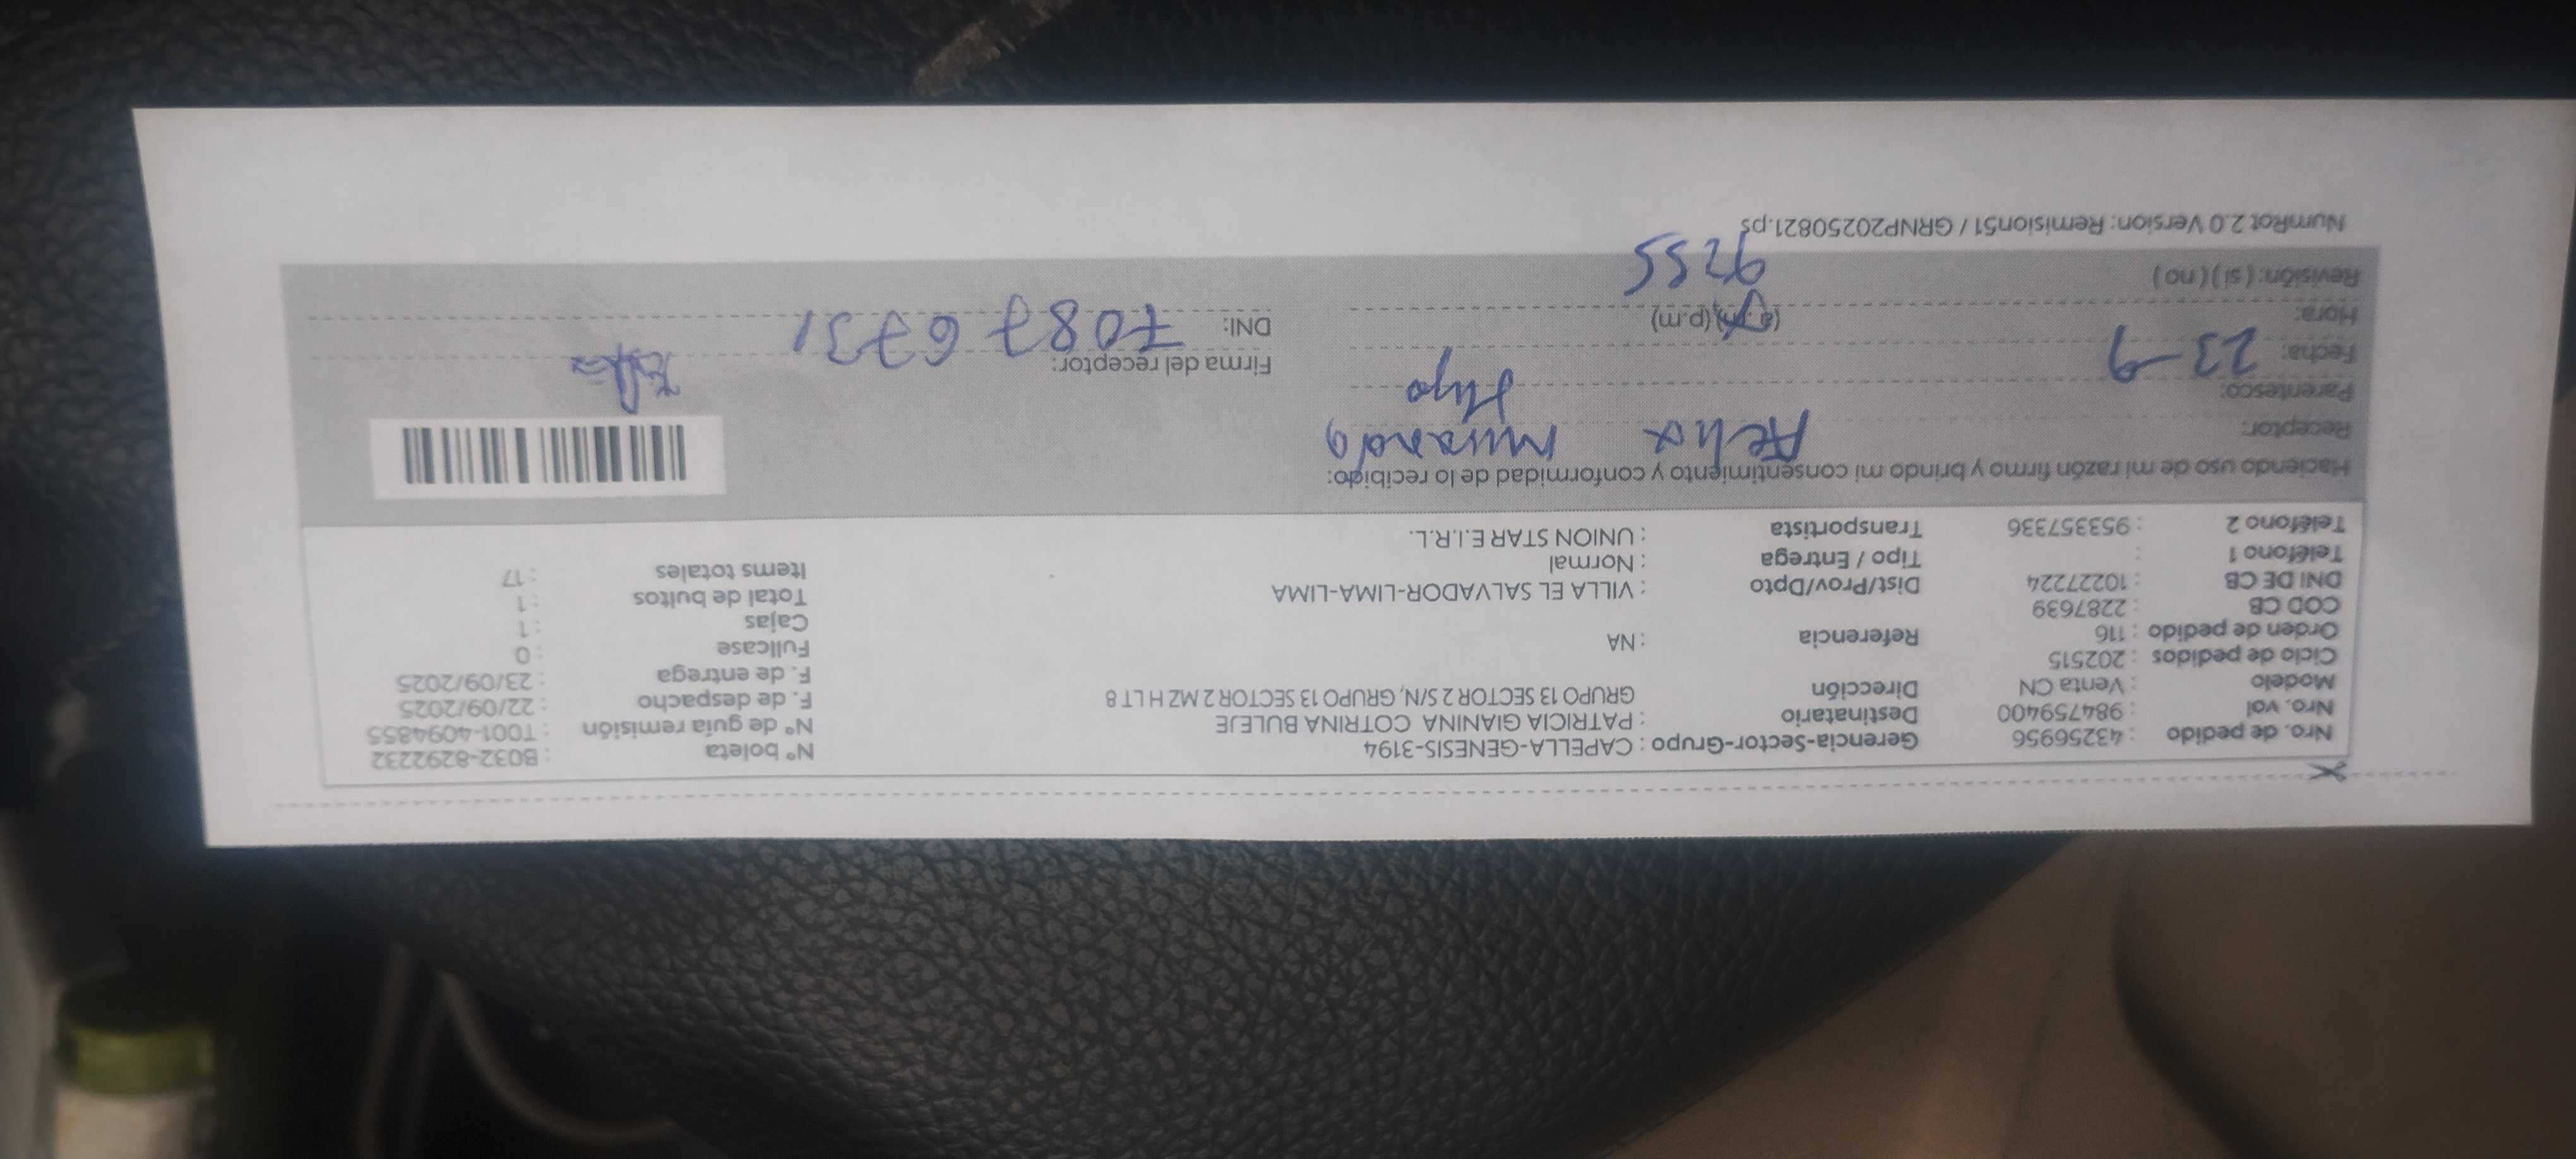 Nro. de pedido : 43256956
Nro. vol : 984759400
Modelo : Venta CN
Ciclo de pedidos : 202515
Orden de pedido : 116
COD CB : 2287639
DNI DE CB : 10227224
Teléfono 1 :
Teléfono 2 : 953357336
Gerencia-Sector-Grupo : CAPELLA-GENESIS-3194
Destinatario : PATRICIA GIANINA COTRINA BULEJE
Dirección GRUPO 13 SECTOR 2 S/N, GRUPO 13 SECTOR 2 MZ H LT 8
Referencia : NA
Dist/Prov/Dpto : VILLA EL SALVADOR-LIMA-LIMA
Tipo / Entrega : Normal
Transportista : UNION STAR E.I.R.L.
N° boleta : B032-8292232
N° de guía remisión : T001-4094855
F. de despacho : 22/09/2025
F. de entrega : 23/09/2025
Fullcase : 0
Cajas : 1
Total de bultos : 1
Items totales : 17
Haciendo uso de mi razón firmo y brindo mi consentimiento y conformidad de lo recibido:
Receptor: Miranda
Parentesco: Hijo
Fecha: 23-9
Hora: (a.m) (p.m)
9255
Revisión: ( si ) ( no )
Firma del receptor:
DNI: 70876731
NumRot 2.0 Version: Remision51 / GRNP20250821.ps